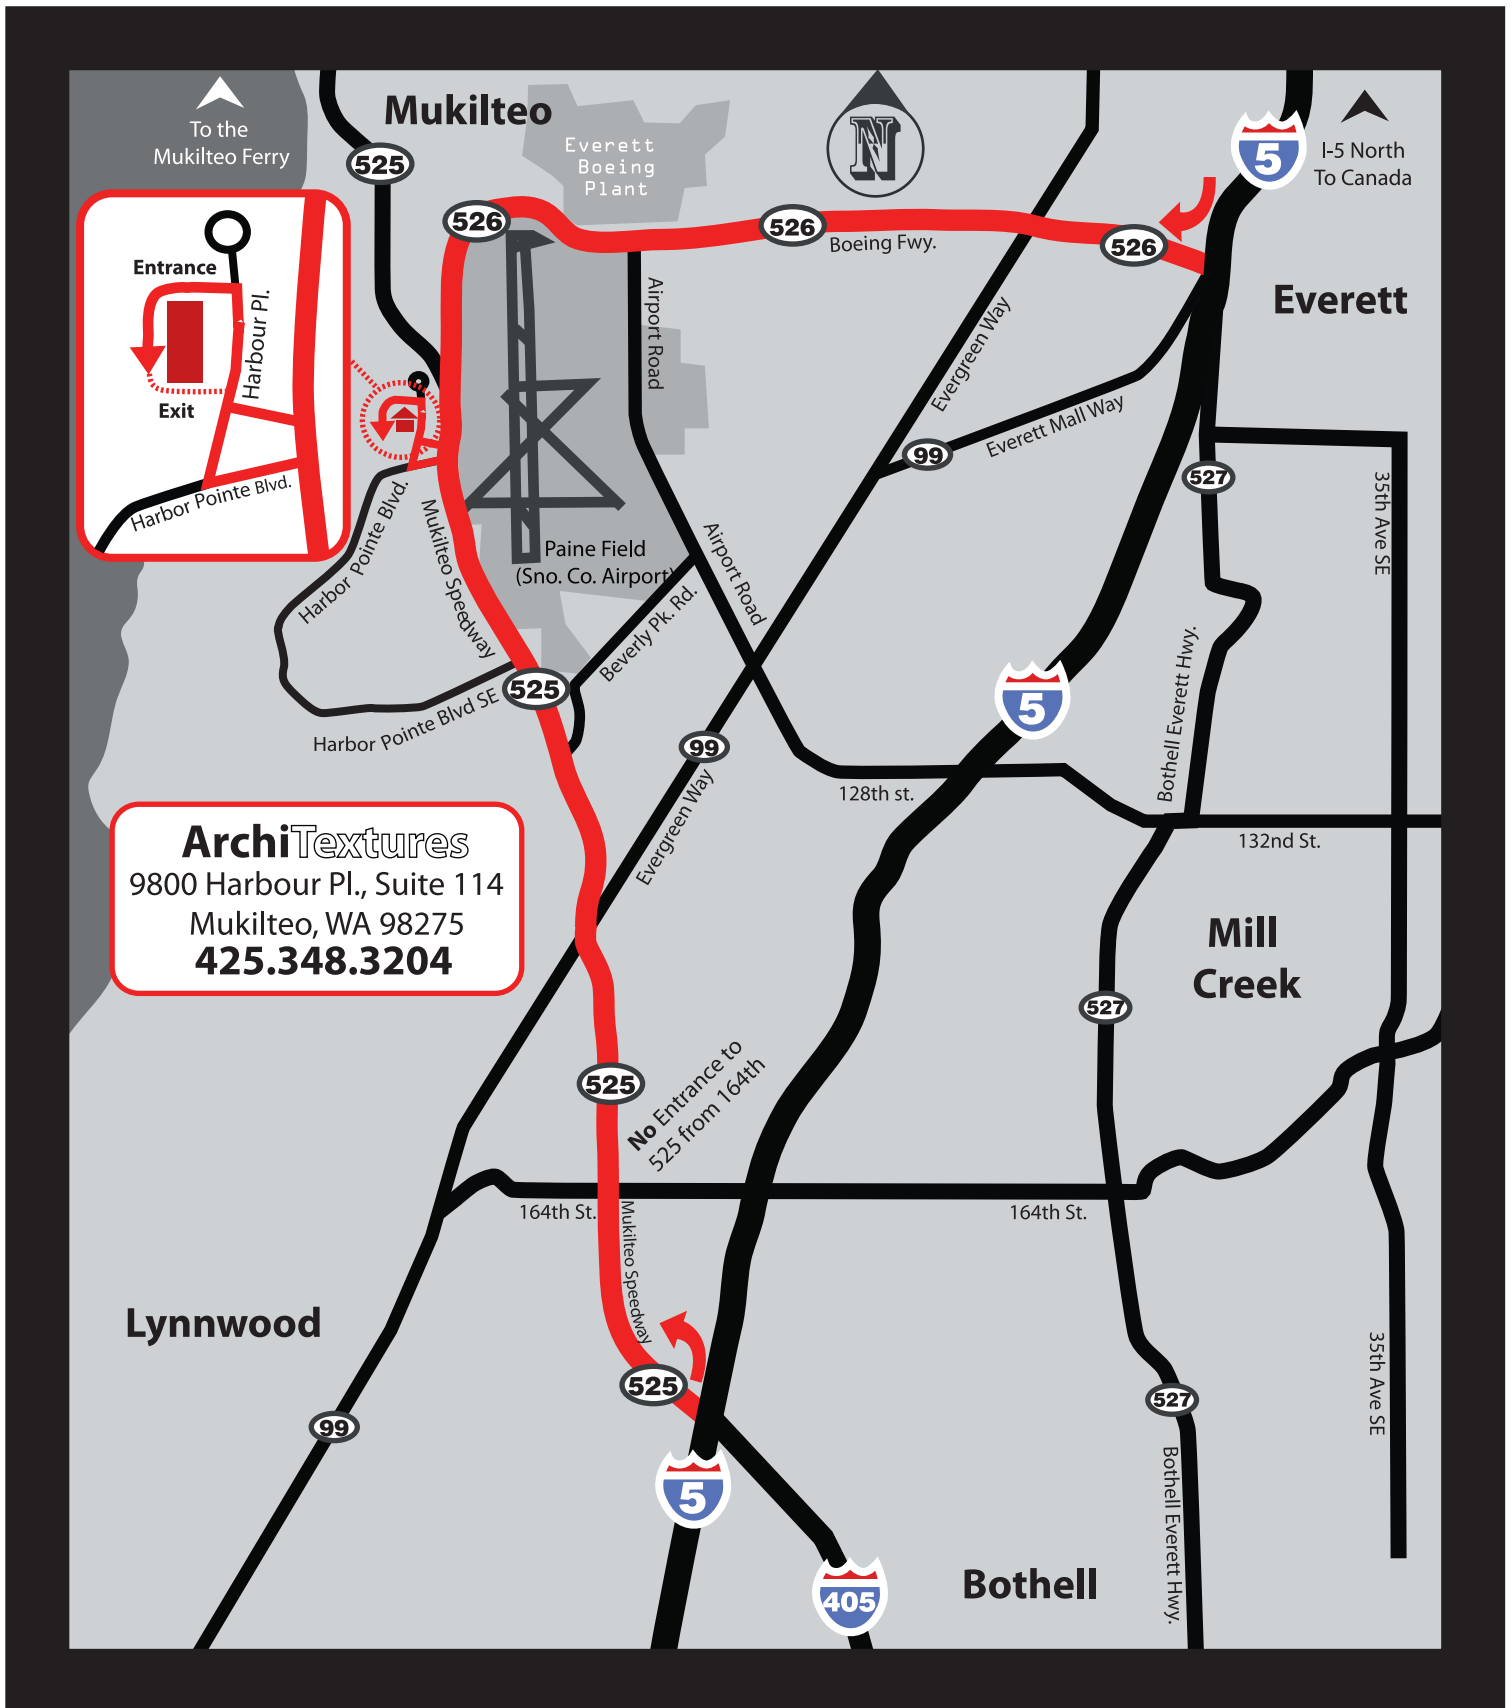 To the
Mukilteo Ferry
525
Mukilteo
Everett
Boeing
Plant
N
5
I-5 North
To Canada
526
526
Boeing Fwy.
526
Everett
Entrance
Harbour Pl.
Exit
Harbor Pointe Blvd.
Airport Road
Evergreen Way
Everett Mall Way
99
527
35th Ave SE
Harbor Pointe Blvd.
Mukilteo Speedway
Paine Field
(Sno. Co. Airport)
Airport Road
Beverly Pk. Rd.
Bothell Everett Hwy.
525
Harbor Pointe Blvd SE
5
99
Evergreen Way
128th st.
132nd St.
ArchiTextures
9800 Harbour Pl., Suite 114
Mukilteo, WA 98275
425.348.3204
Mill
Creek
527
525
No Entrance to
525 from 164th
164th St.
164th St.
Mukilteo Speedway
Lynnwood
525
35th Ave SE
527
99
Bothell Everett Hwy.
5
405
Bothell